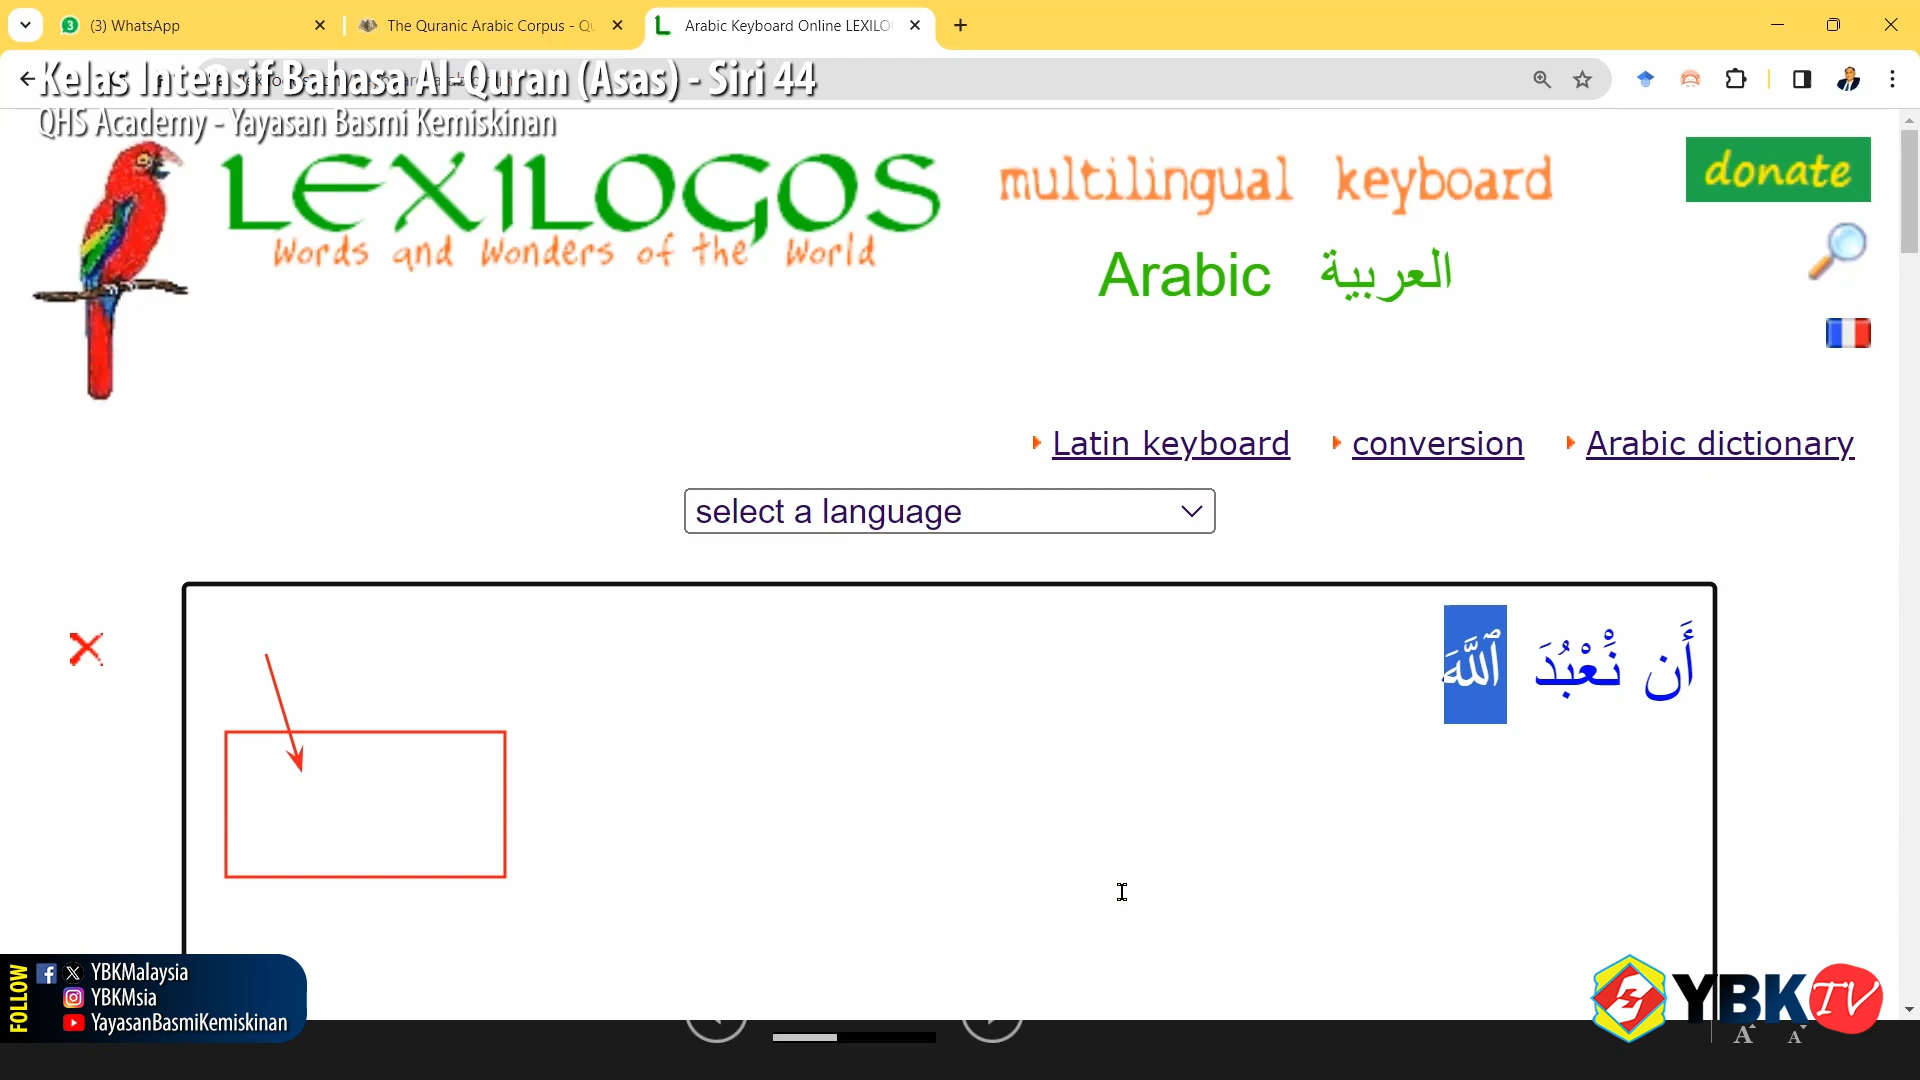 (3) WhatsApp
The Quranic Arabic Corpus - Qu
Arabic Keyboard Online LEXILO
Kelas Intensif Bahasa Al-Quran (Asas) - Siri 44
QHS Academy - Yayasan Basmi Kemiskinan
LEXILOGOS
Words and Wonders of the World
multilingual keyboard
Arabic العربية
donate
Latin keyboard
conversion
Arabic dictionary
select a language
أَن نَّعْبُدَ ٱللَّهَ
FOLLOW
YBKMalaysia
YBKMsia
YayasanBasmiKemiskinan
YBK TV
A A